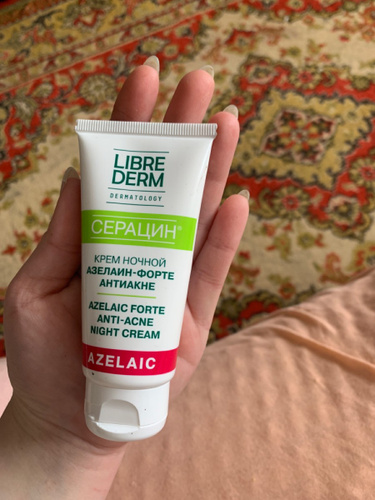 LIBRE
DERM
DERMATOLOGY
СЕРАЦИН®
КРЕМ НОЧНОЙ
АЗЕЛАИН-ФОРТЕ
АНТИАКНЕ
AZELAIC FORTE
ANTI-ACNE
NIGHT CREAM
AZELAIC